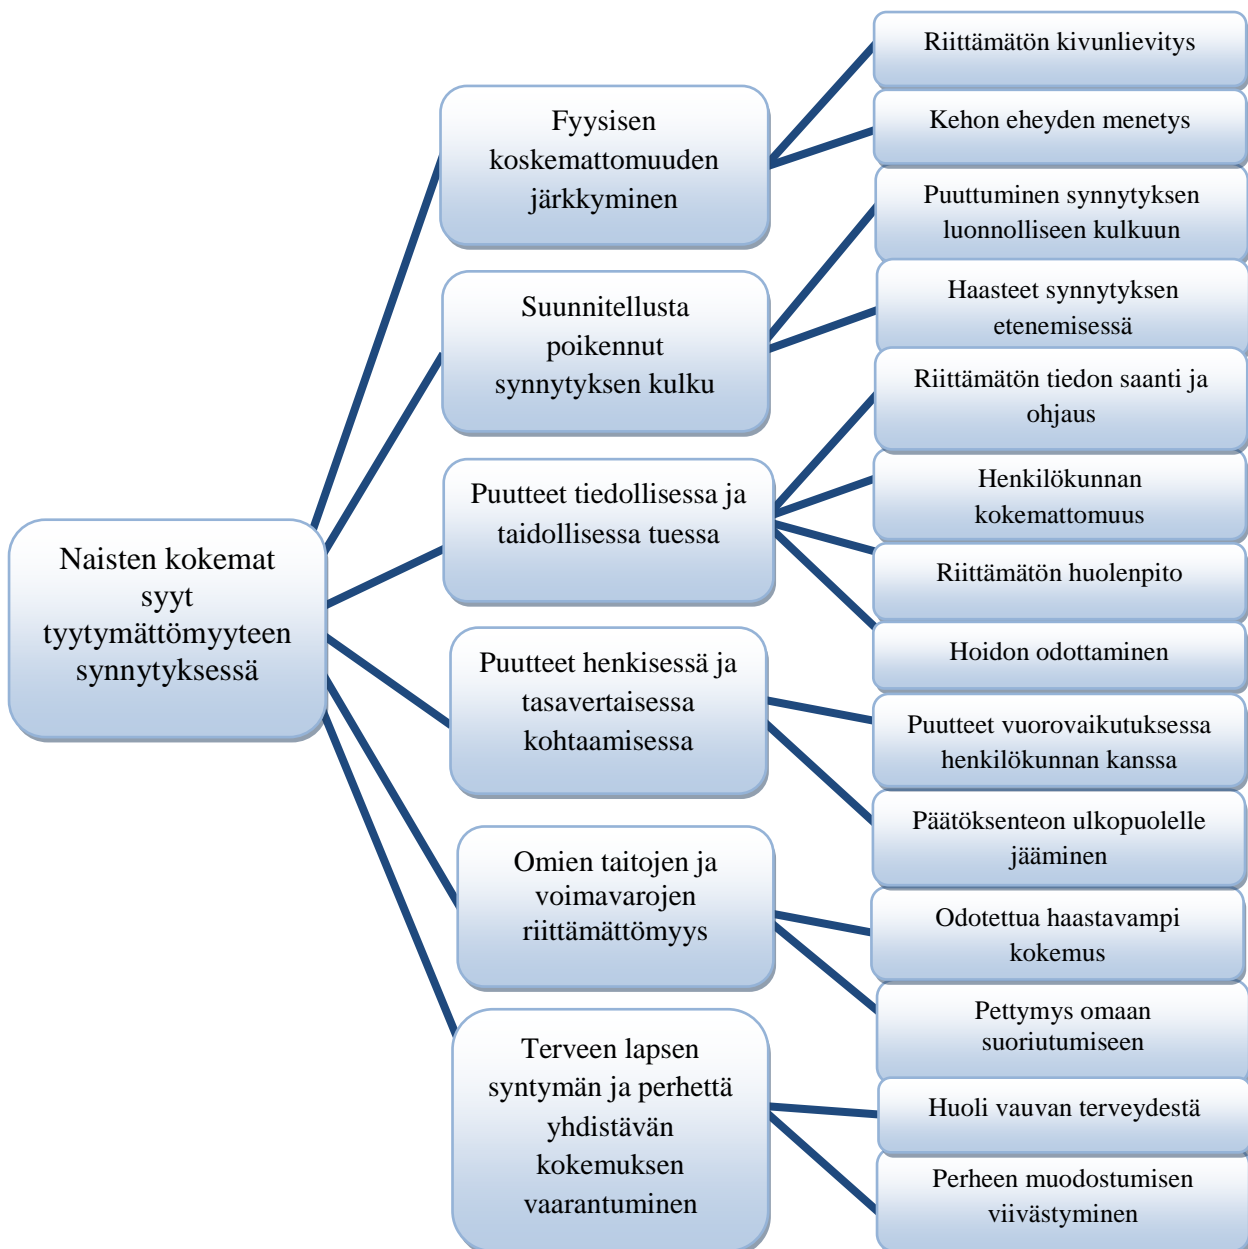 Naisten kokemat
syyt
tyytymättömyyteen
synnytyksessä
Fyysisen
koskemattomuuden
järkkyminen
Riittämätön kivunlievitys
Kehon eheyden menetys
Suunnitellusta
poikennut
synnytyksen kulku
Puuttuminen synnytyksen
luonnolliseen kulkuun
Haasteet synnytyksen
etenemisessä
Puutteet tiedollisessa ja
taidollisessa tuessa
Riittämätön tiedon saanti ja
ohjaus
Henkilökunnan
kokemattomuus
Riittämätön huolenpito
Hoidon odottaminen
Puutteet henkisessä ja
tasavertaisessa
kohtaamisessa
Puutteet vuorovaikutuksessa
henkilökunnan kanssa
Päätöksenteon ulkopuolelle
jääminen
Omien taitojen ja
voimavarojen
riittämättömyys
Odotettua haastavampi
kokemus
Pettymys omaan
suoriutumiseen
Terveen lapsen
syntymän ja perhettä
yhdistävän
kokemuksen
vaarantuminen
Huoli vauvan terveydestä
Perheen muodostumisen
viivästyminen